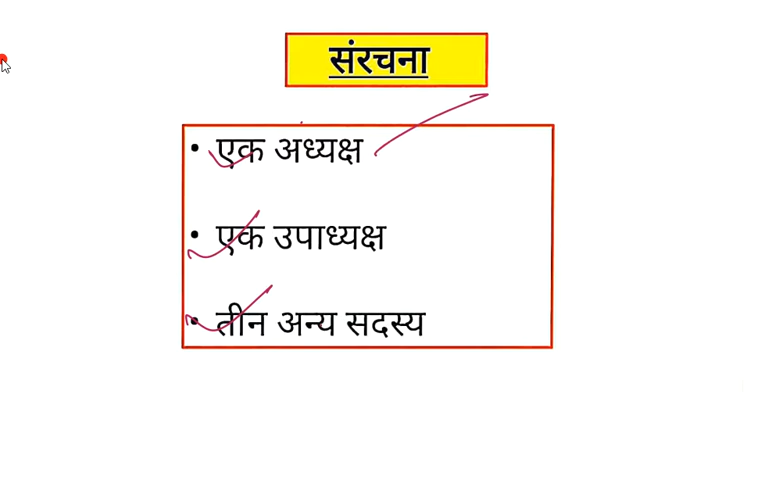 संरचना
• एक अध्यक्ष
• एक उपाध्यक्ष
• तीन अन्य सदस्य